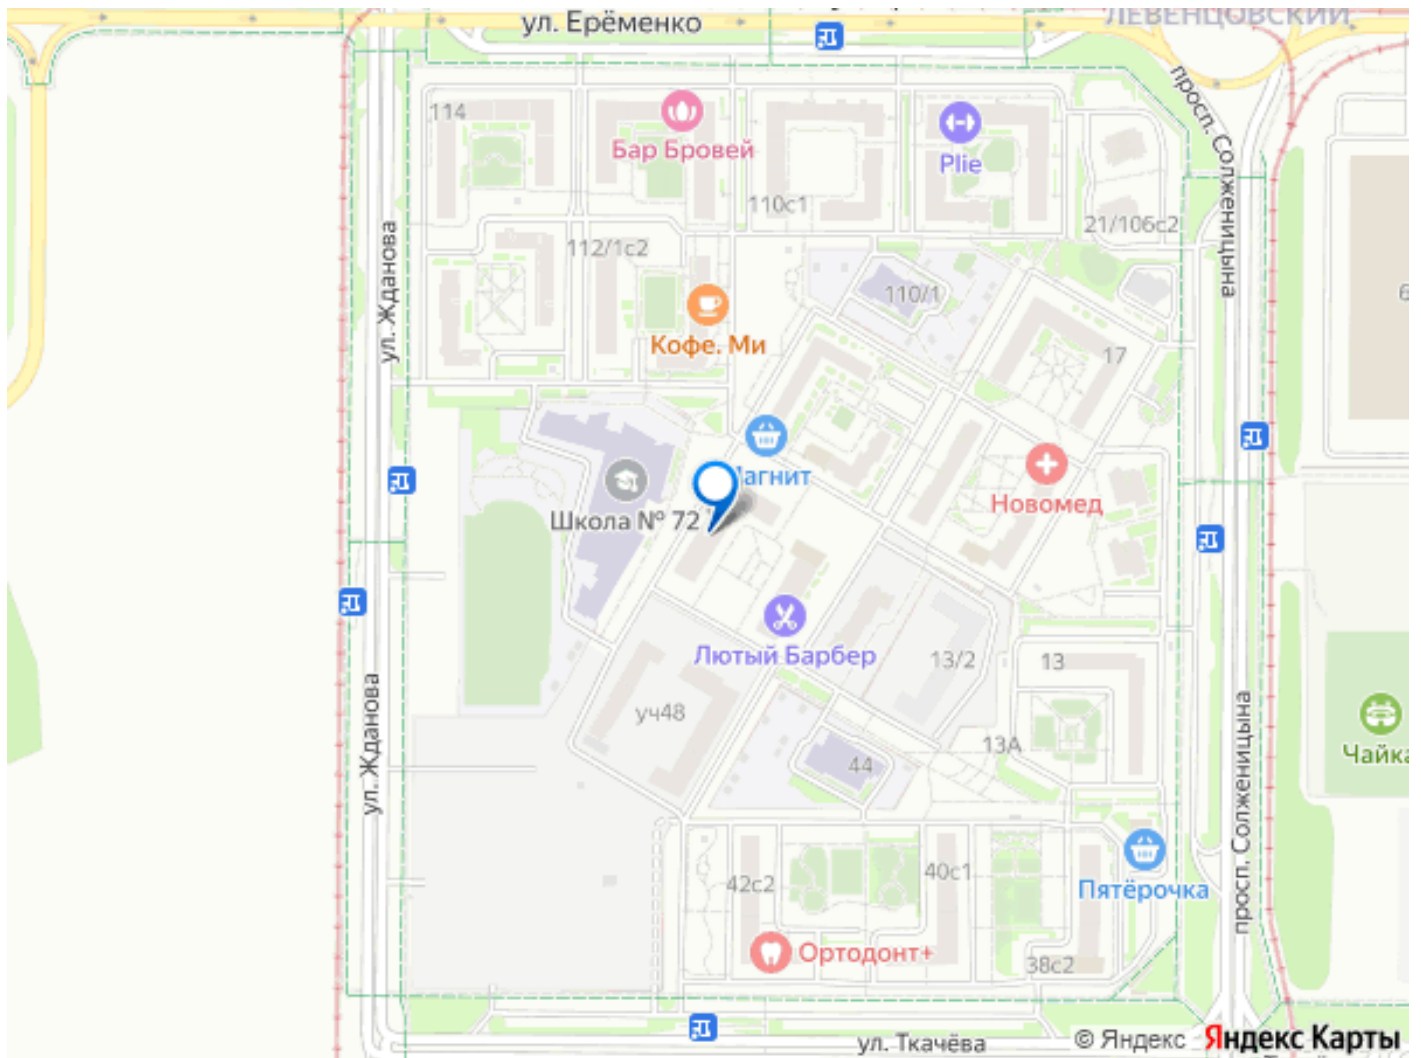 ул. Ерёменко
ЛЕВЕНЦОВСКИЙ
просп. Солженицына
114
Бар Бровей
Plie
110с1
21/106с2
ул. Жданова
112/1с2
110/1
Кофе. Ми
17
Магнит
Новомед
Школа № 72
Лютый Барбер
13/2
13
уч48
ул. Жданова
13А
44
просп. Солженицына
Чайка
42с2
40с1
Пятёрочка
Ортодонт+
38с2
ул. Ткачёва
© Яндекс Яндекс Карты